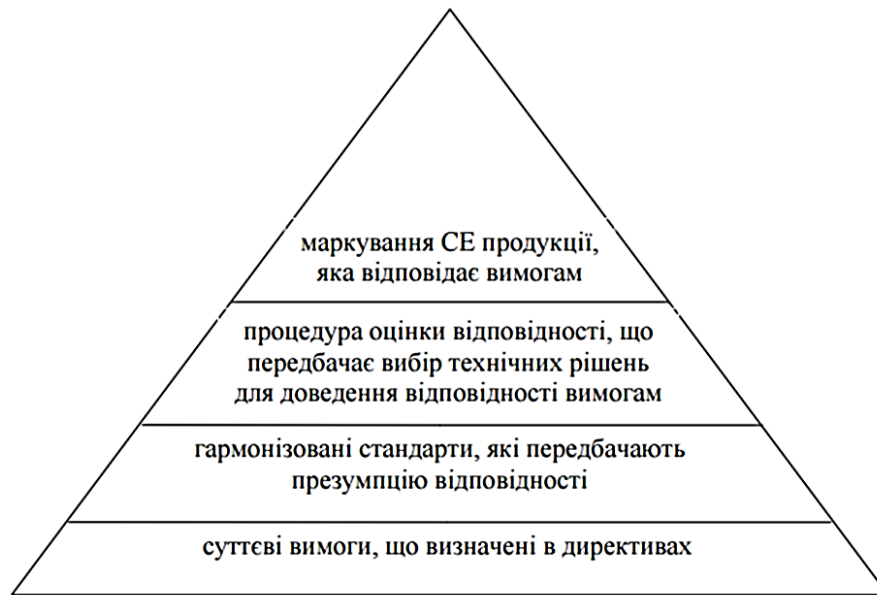 маркування СЕ продукції,
яка відповідає вимогам
процедура оцінки відповідності, що
передбачає вибір технічних рішень
для доведення відповідності вимогам
гармонізовані стандарти, які передбачають
презумпцію відповідності
суттєві вимоги, що визначені в директивах